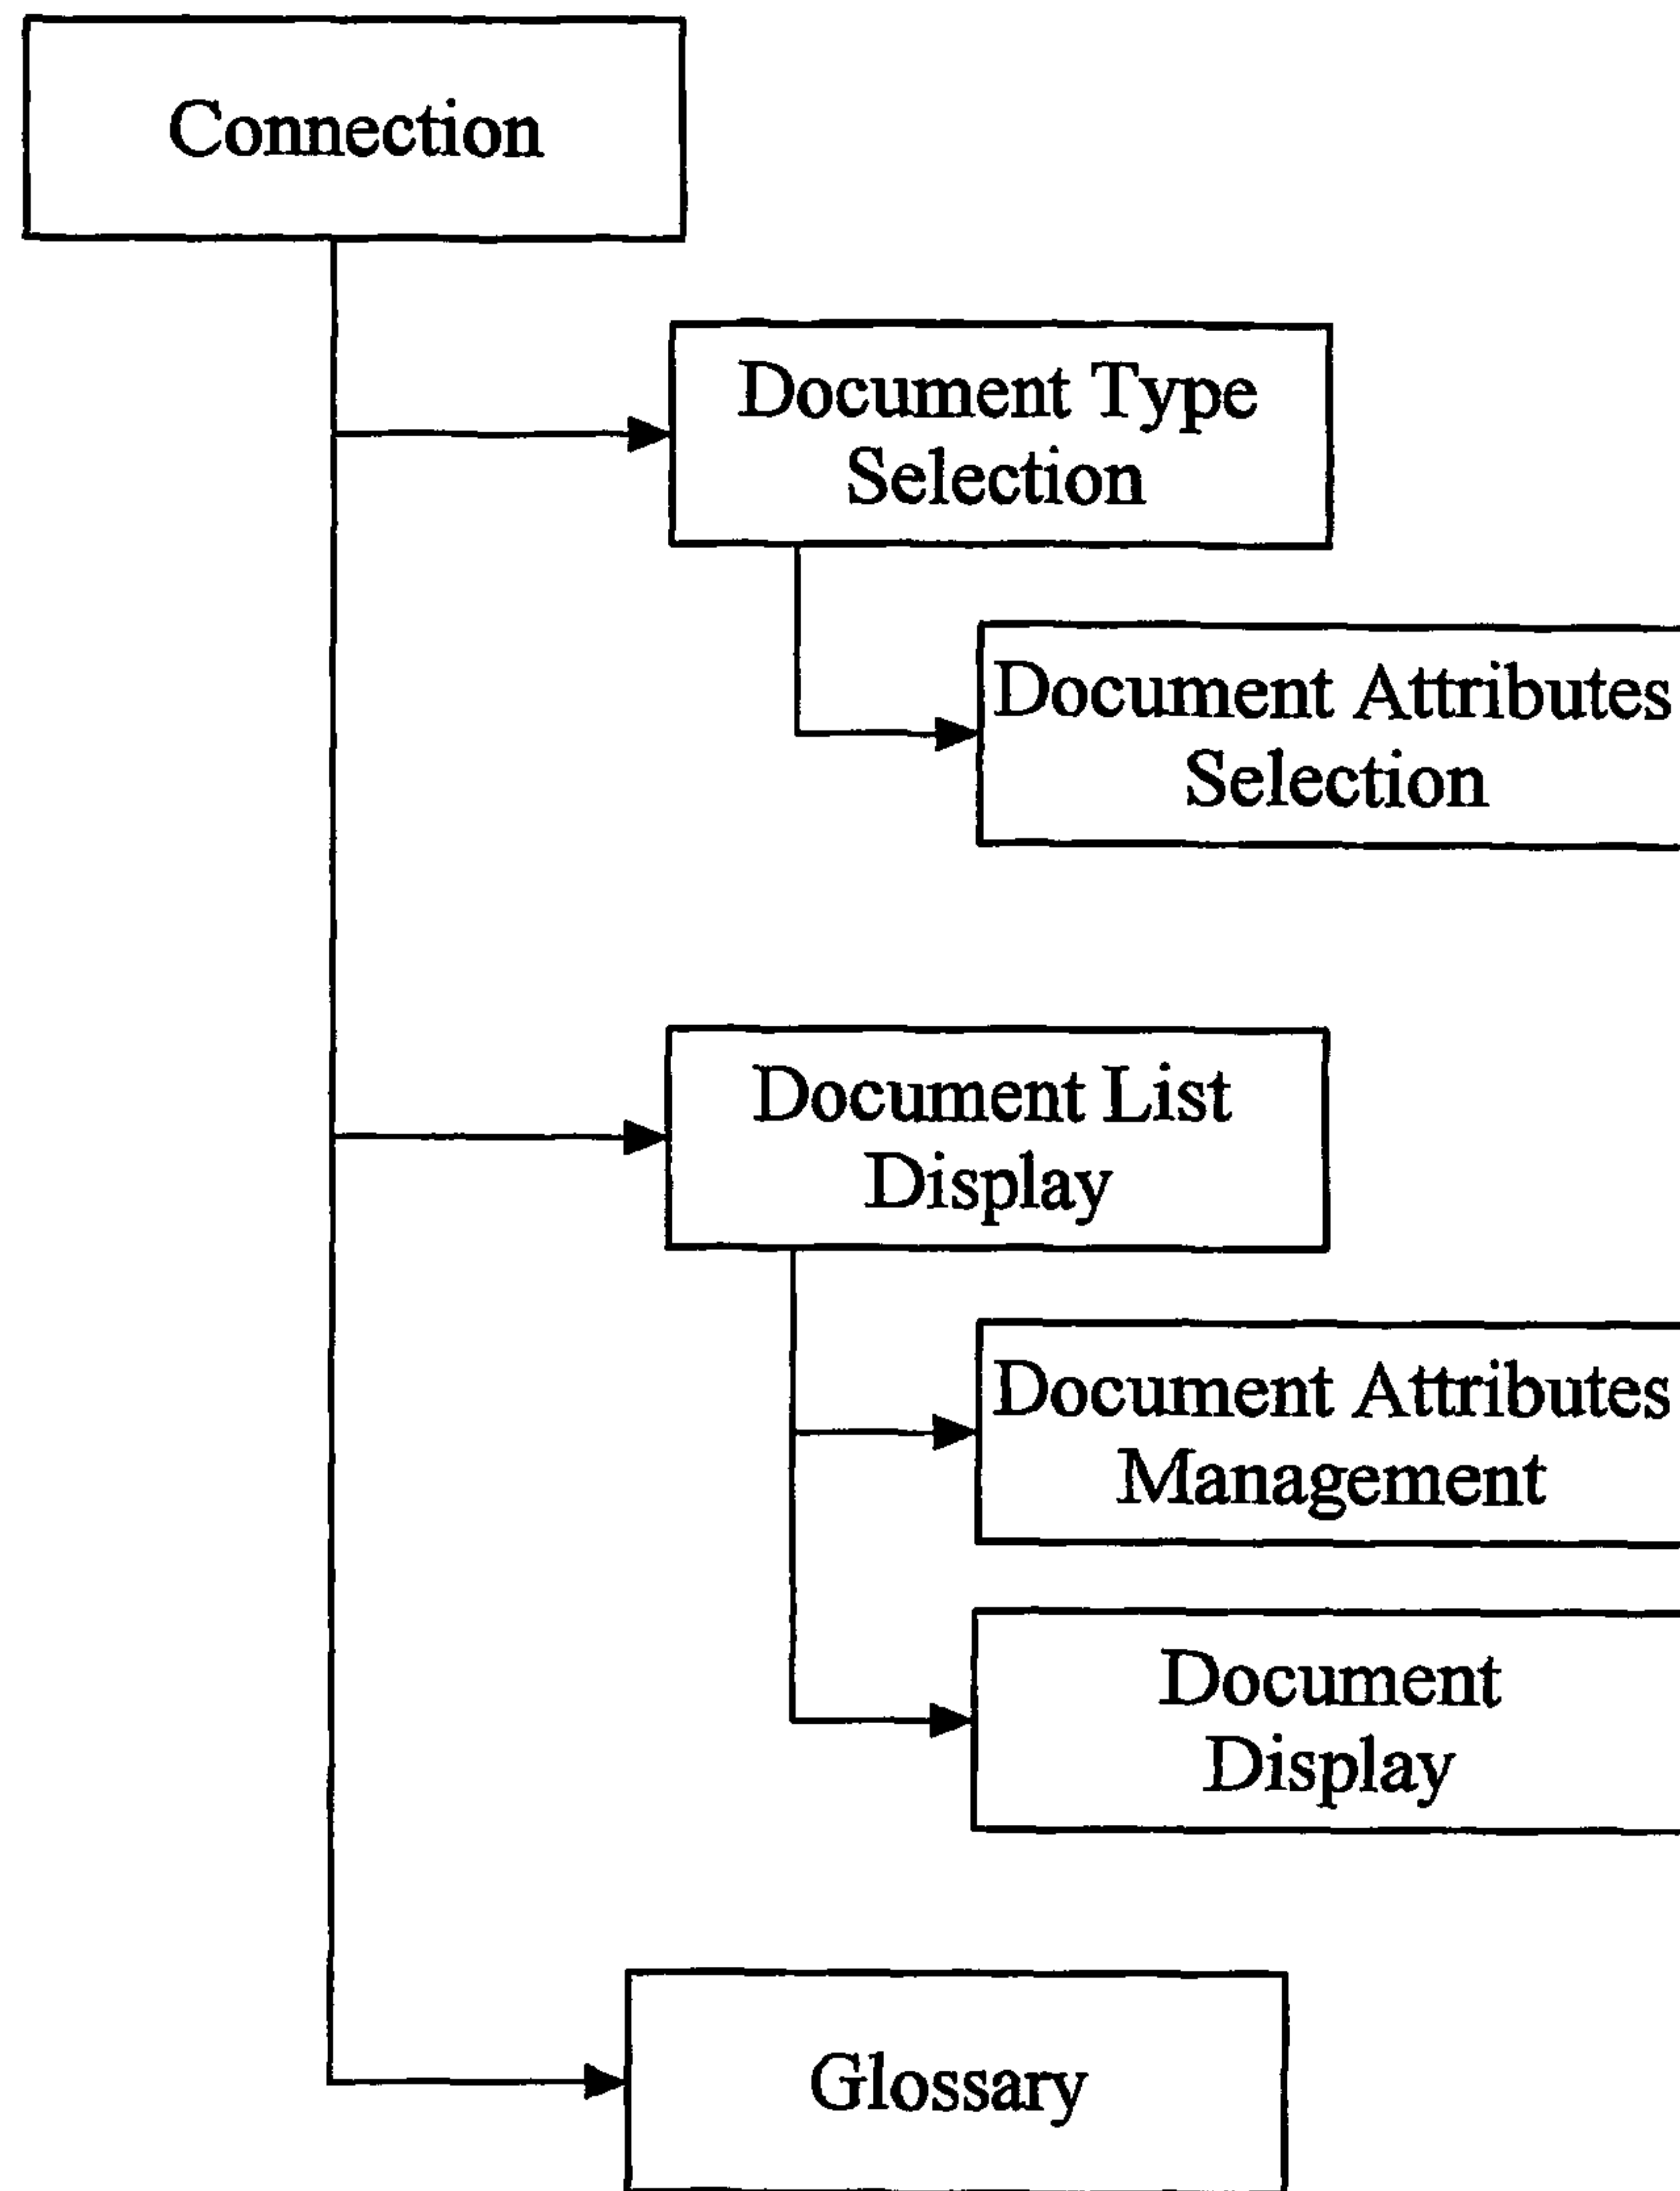 Connection
Document Type
Selection
Document Attributes
Selection
Document List
Display
Document Attributes
Management
Document
Display
Glossary